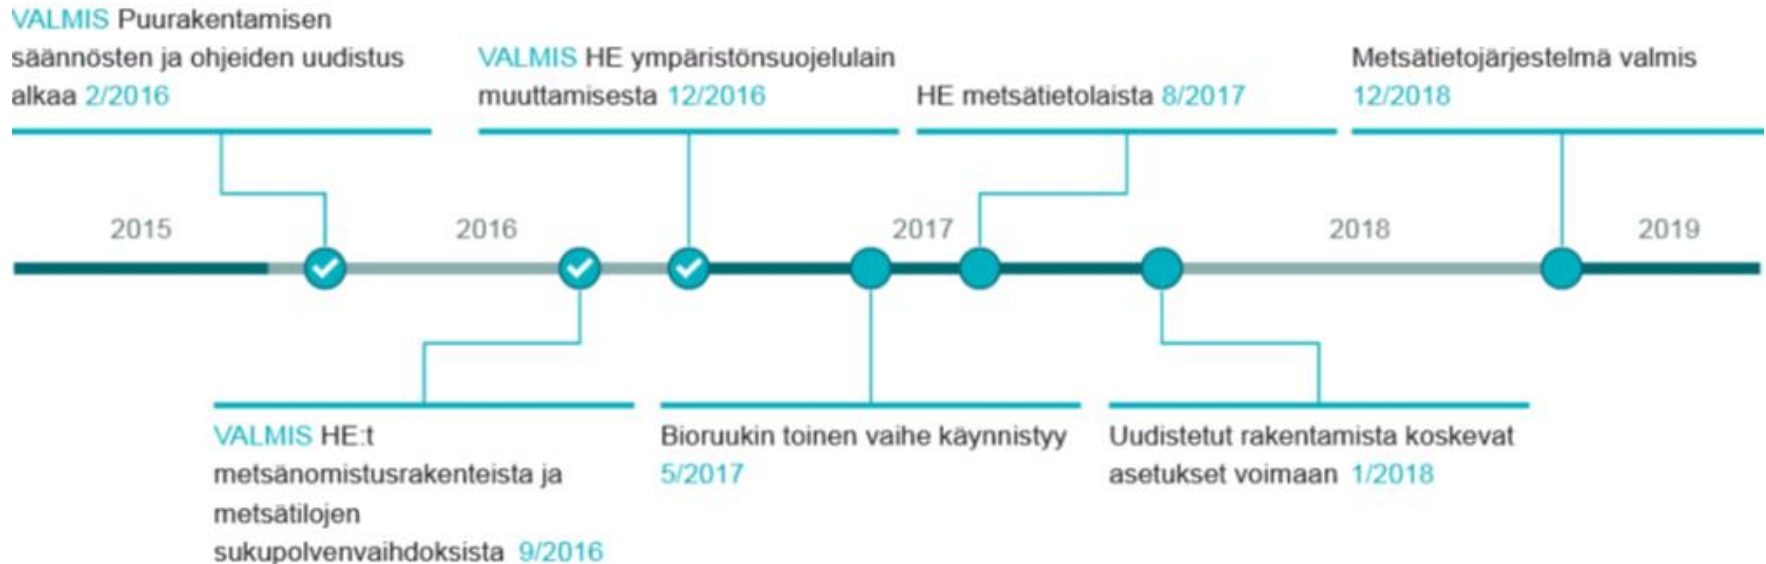 VALMIS Puurakentamisen
säännösten ja ohjeiden uudistus
alkaa 2/2016
VALMIS HE ympäristönsuojelulain
muuttamisesta 12/2016
HE metsätietolaista 8/2017
Metsätietojärjestelmä valmis
12/2018
2015
2016
2017
2018
2019
VALMIS HE:t
metsänomistusrakenteista ja
metsätilojen
sukupolvenvaihdoksista 9/2016
Bioruukin toinen vaihe käynnistyy
5/2017
Uudistetut rakentamista koskevat
asetukset voimaan 1/2018